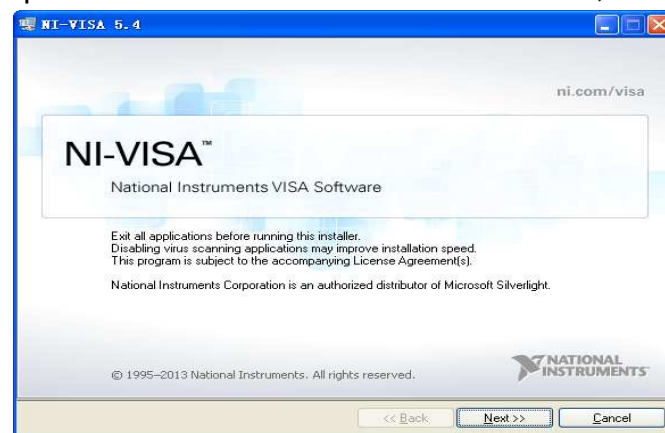 NI-VISA 5.4
ni.com/visa
NI-VISA™
National Instruments VISA Software
Exit all applications before running this installer.
Disabling virus scanning applications may improve installation speed.
This program is subject to the accompanying License Agreement(s).
National Instruments Corporation is an authorized distributor of Microsoft Silverlight.
© 1995–2013 National Instruments. All rights reserved.
NATIONAL
INSTRUMENTS
<< Back Next >> Cancel